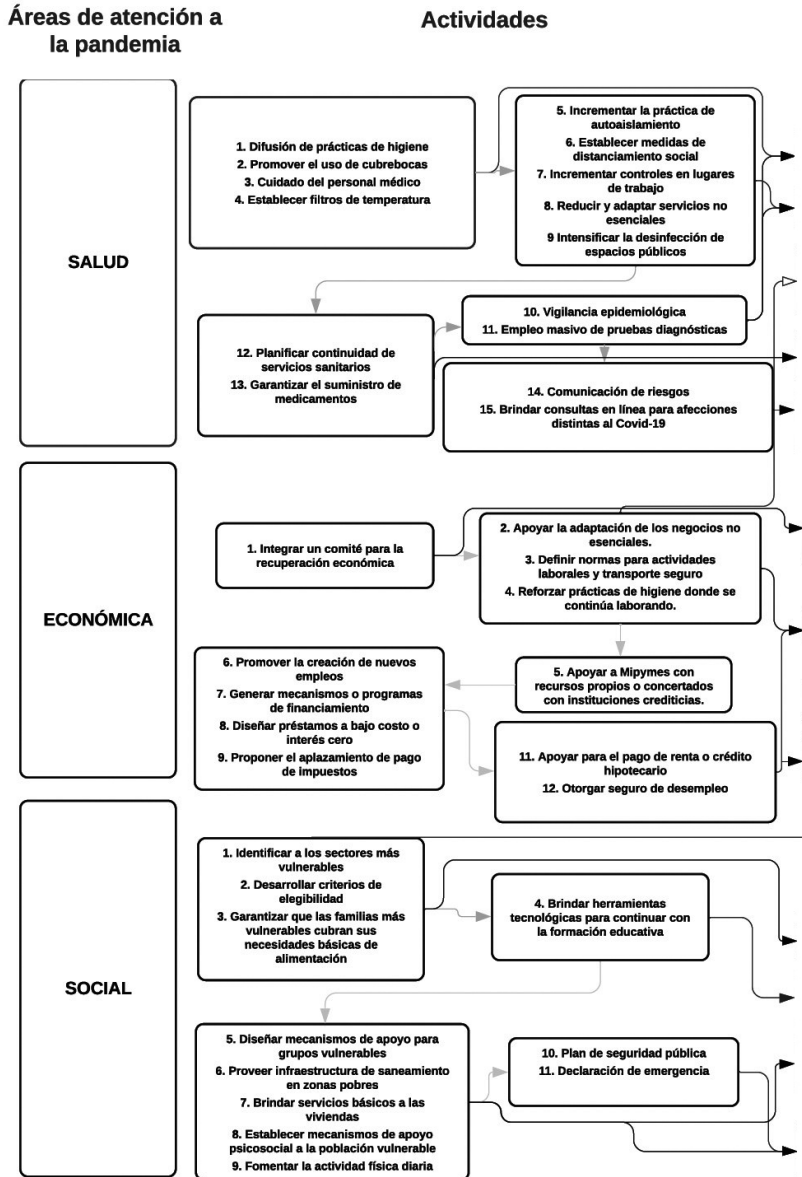 Áreas de atención a
la pandemia
Actividades
SALUD
1. Difusión de prácticas de higiene
2. Promover el uso de cubrebocas
3. Cuidado del personal médico
4. Establecer filtros de temperatura
5. Incrementar la práctica de
autoaislamiento
6. Establecer medidas de
distanciamiento social
7. Incrementar controles en lugares
de trabajo
8. Reducir y adaptar servicios no
esenciales
9 Intensificar la desinfección de
espacios públicos
10. Vigilancia epidemiológica
11. Empleo masivo de pruebas diagnósticas
12. Planificar continuidad de
servicios sanitarios
13. Garantizar el suministro de
medicamentos
14. Comunicación de riesgos
15. Brindar consultas en línea para afecciones
distintas al Covid-19
ECONÓMICA
1. Integrar un comité para la
recuperación económica
2. Apoyar la adaptación de los negocios no
esenciales.
3. Definir normas para actividades
laborales y transporte seguro
4. Reforzar prácticas de higiene donde se
continúa laborando.
5. Apoyar a Mipymes con
recursos propios o concertados
con instituciones crediticias.
6. Promover la creación de nuevos
empleos
7. Generar mecanismos o programas
de financiamiento
8. Diseñar préstamos a bajo costo o
interés cero
9. Proponer el aplazamiento de pago
de impuestos
11. Apoyar para el pago de renta o crédito
hipotecario
12. Otorgar seguro de desempleo
SOCIAL
1. Identificar a los sectores más
vulnerables
2. Desarrollar criterios de
elegibilidad
3. Garantizar que las familias más
vulnerables cubran sus
necesidades básicas de
alimentación
4. Brindar herramientas
tecnológicas para continuar con
la formación educativa
5. Diseñar mecanismos de apoyo para
grupos vulnerables
6. Proveer infraestructura de saneamiento
en zonas pobres
7. Brindar servicios básicos a las
viviendas
8. Establecer mecanismos de apoyo
psicosocial a la población vulnerable
9. Fomentar la actividad física diaria
10. Plan de seguridad pública
11. Declaración de emergencia